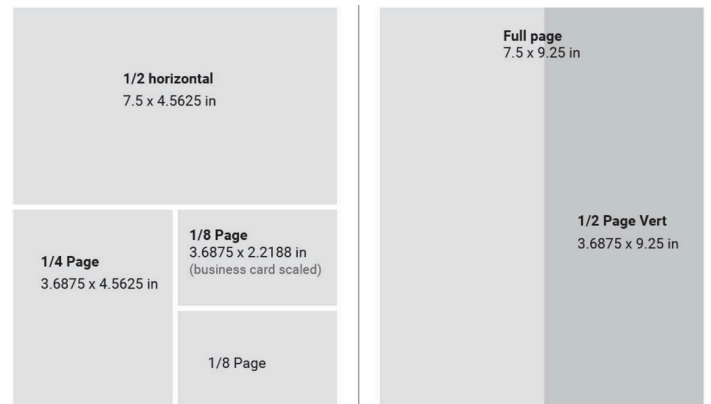 1/2 horizontal
7.5 x 4.5625 in
1/4 Page
3.6875 x 4.5625 in
1/8 Page
3.6875 x 2.2188 in
(business card scaled)
1/8 Page
Full page
7.5 x 9.25 in
1/2 Page Vert
3.6875 x 9.25 in